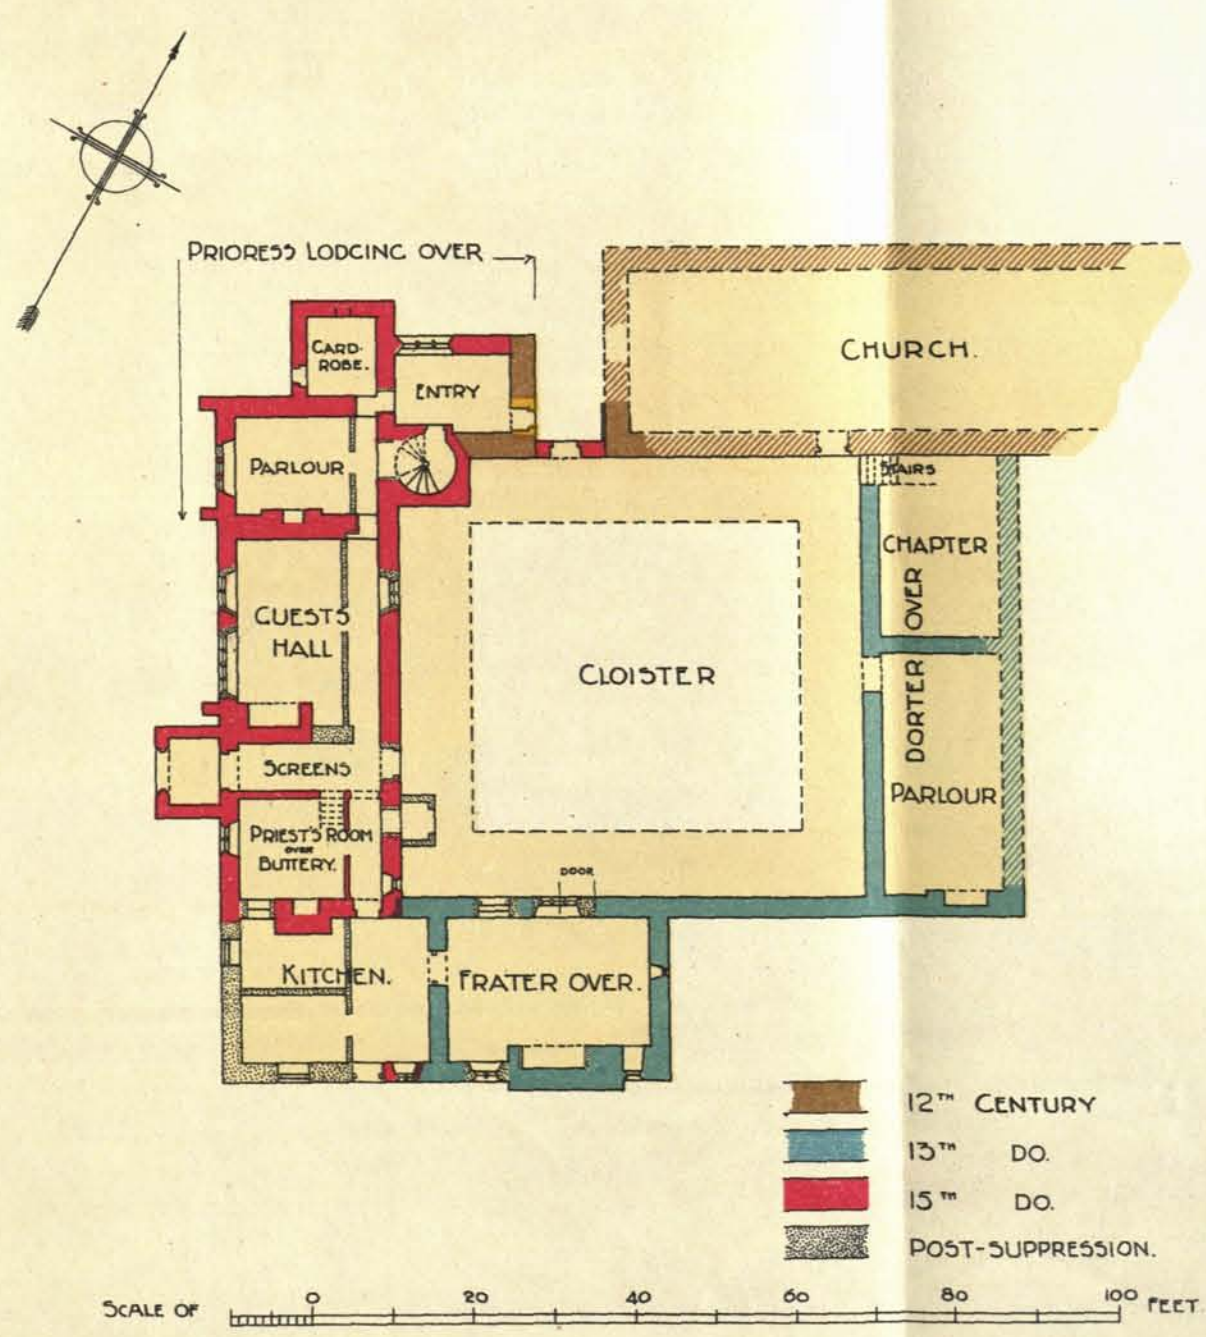 PRIORESS LODGING OVER
GARD-
ROBE.
ENTRY
CHURCH.
PARLOUR
STAIRS
CHAPTER
GUESTS
HALL
CLOISTER
DORTER OVER
SCREENS
PARLOUR
PRIEST'S ROOM
OVER
BUTTERY.
DOOR
KITCHEN.
FRATER OVER.
12TH CENTURY
13TH DO.
15TH DO.
POST-SUPPRESSION.
SCALE OF 0 20 40 60 80 100 FEET